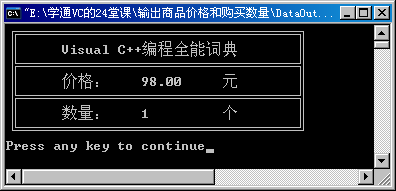 "E:\学通VC的24堂课\输出商品价格和购买数量\DataOut...
Visual C++编程全能词典
价格: 98.00 元
数量: 1 个
Press any key to continue